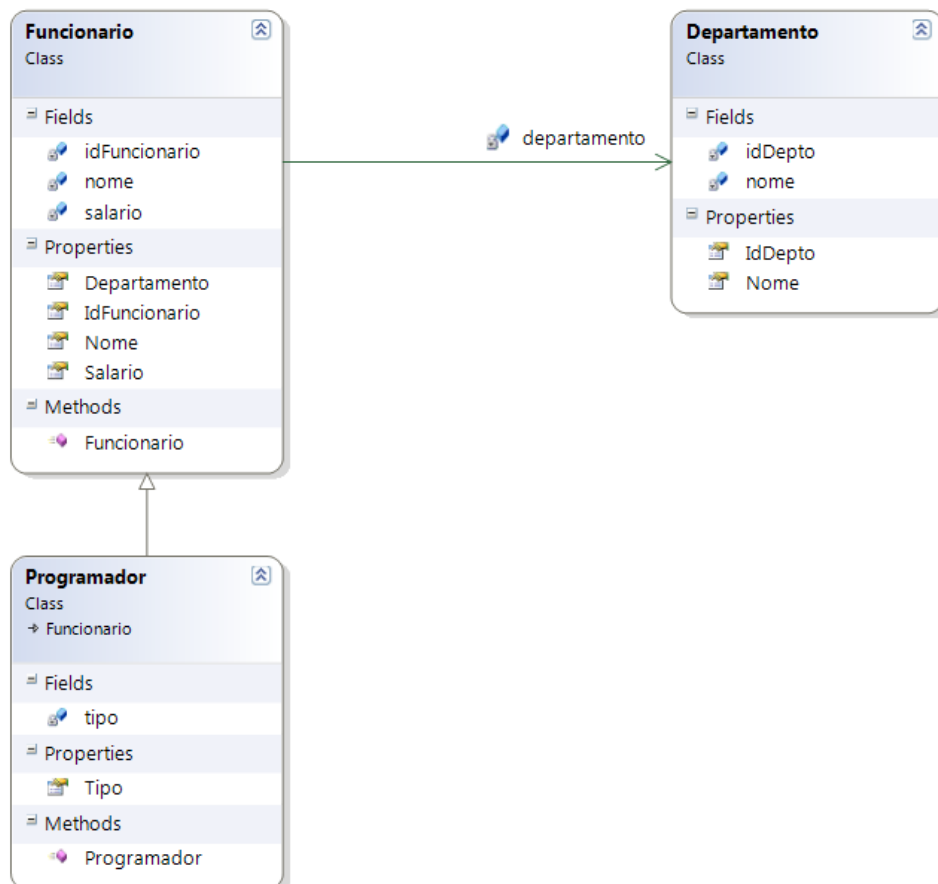 Funcionario
Class
Fields
idFuncionario
nome
salario
Properties
Departamento
IdFuncionario
Nome
Salario
Methods
Funcionario
departamento
Departamento
Class
Fields
idDepto
nome
Properties
IdDepto
Nome
Programador
Class
→ Funcionario
Fields
tipo
Properties
Tipo
Methods
Programador